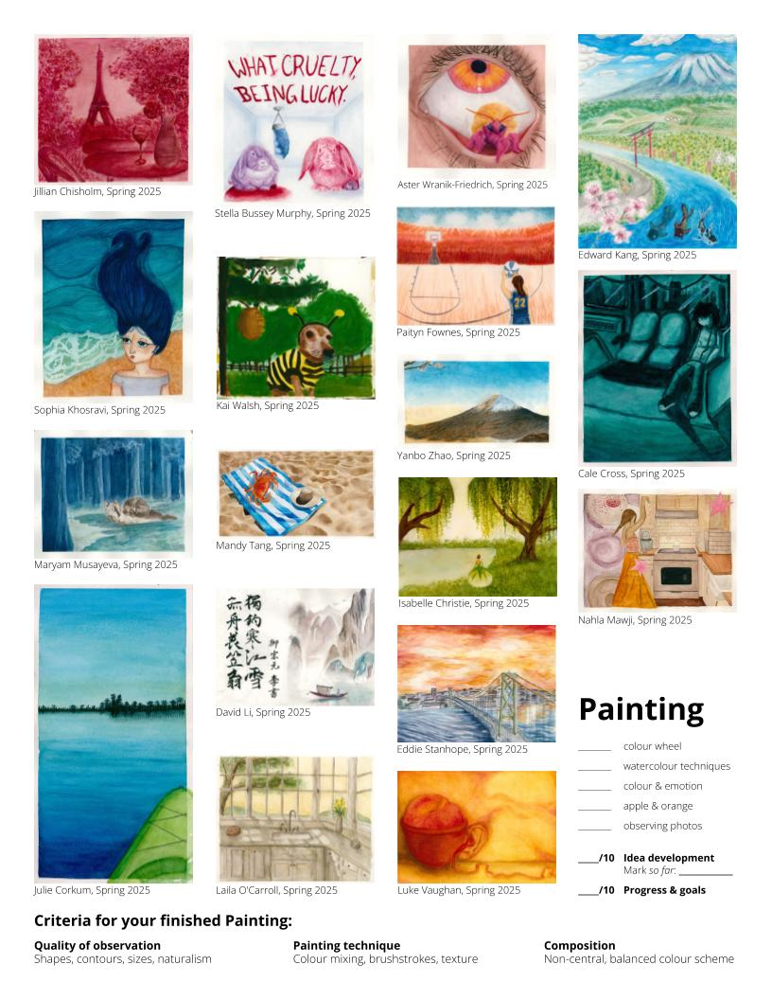 Jillian Chisholm, Spring 2025
Sophia Khosravi, Spring 2025
Maryam Musayeva, Spring 2025
Julie Corkum, Spring 2025
WHAT CRUELTY,
BEING LUCKY.
Stella Bussey Murphy, Spring 2025
Kai Walsh, Spring 2025
Mandy Tang, Spring 2025
獨釣寒江雪
孤舟蓑笠翁
柳宗元 李書
David Li, Spring 2025
Laila O'Carroll, Spring 2025
Aster Wranik-Friedrich, Spring 2025
22
Paityn Fownes, Spring 2025
Yanbo Zhao, Spring 2025
Isabelle Christie, Spring 2025
Eddie Stanhope, Spring 2025
Luke Vaughan, Spring 2025
Edward Kang, Spring 2025
Cale Cross, Spring 2025
Nahla Mawji, Spring 2025
Painting
______ colour wheel
______ watercolour techniques
______ colour & emotion
______ apple & orange
______ observing photos
____/10 Idea development
Mark so far: ___________
____/10 Progress & goals
Criteria for your finished Painting:
Quality of observation
Shapes, contours, sizes, naturalism
Painting technique
Colour mixing, brushstrokes, texture
Composition
Non-central, balanced colour scheme